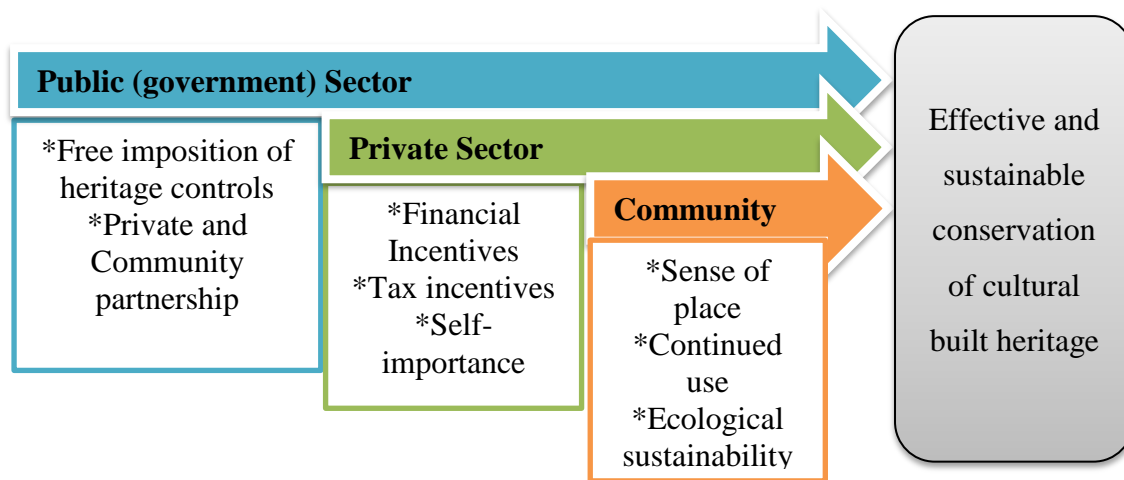 Public (government) Sector
*Free imposition of
heritage controls
*Private and
Community
partnership
Private Sector
*Financial
Incentives
*Tax incentives
*Self-
importance
Community
*Sense of
place
*Continued
use
*Ecological
sustainability
Effective and
sustainable
conservation
of cultural
built heritage